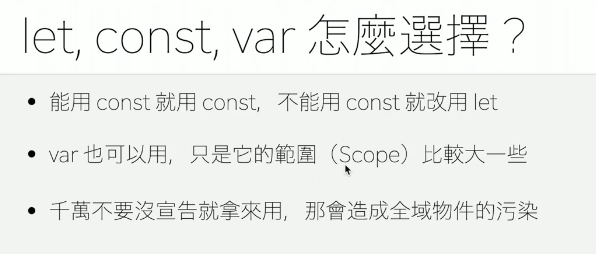 let, const, var 怎麼選擇？
• 能用 const 就用 const，不能用 const 就改用 let
• var 也可以用，只是它的範圍（Scope）比較大一些
• 千萬不要沒宣告就拿來用，那會造成全域物件的污染